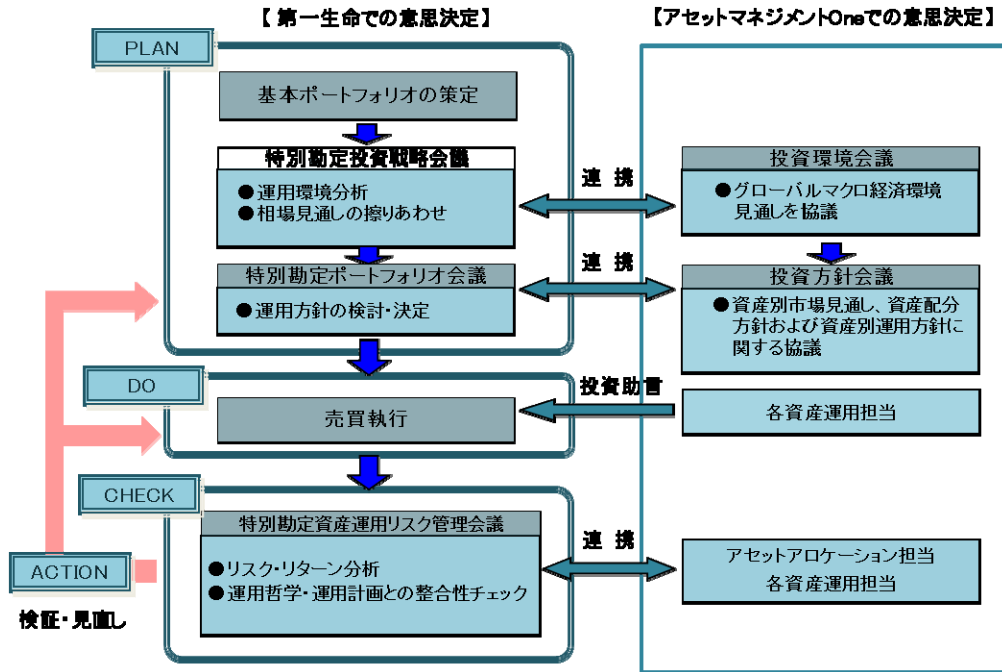 【 第一生命での意思決定】
【アセットマネジメントOneでの意思決定】
PLAN
基本ポートフォリオの策定
特別勘定投資戦略会議
●運用環境分析
●相場見通しの擦りあわせ
連 携
投資環境会議
●グローバルマクロ経済環境
見通しを協議
特別勘定ポートフォリオ会議
●運用方針の検討・決定
連 携
投資方針会議
●資産別市場見通し、資産配分
方針および資産別運用方針に
関する協議
DO
売買執行
投資助言
各資産運用担当
CHECK
特別勘定資産運用リスク管理会議
●リスク・リターン分析
●運用哲学・運用計画との整合性チェック
連 携
アセットアロケーション担当
各資産運用担当
ACTION
検証・見直し